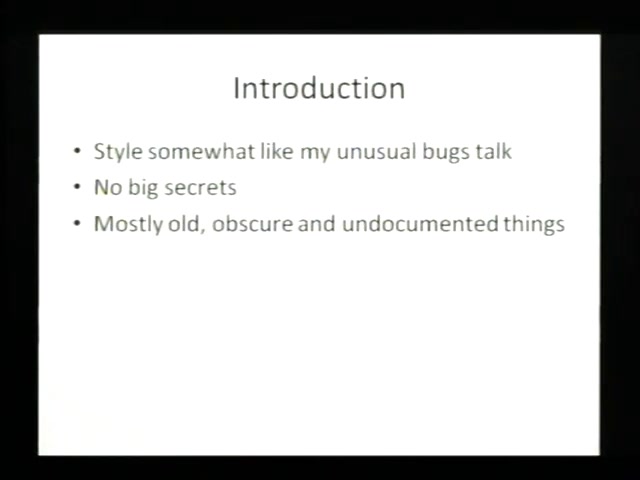 Introduction
• Style somewhat like my unusual bugs talk
• No big secrets
• Mostly old, obscure and undocumented things